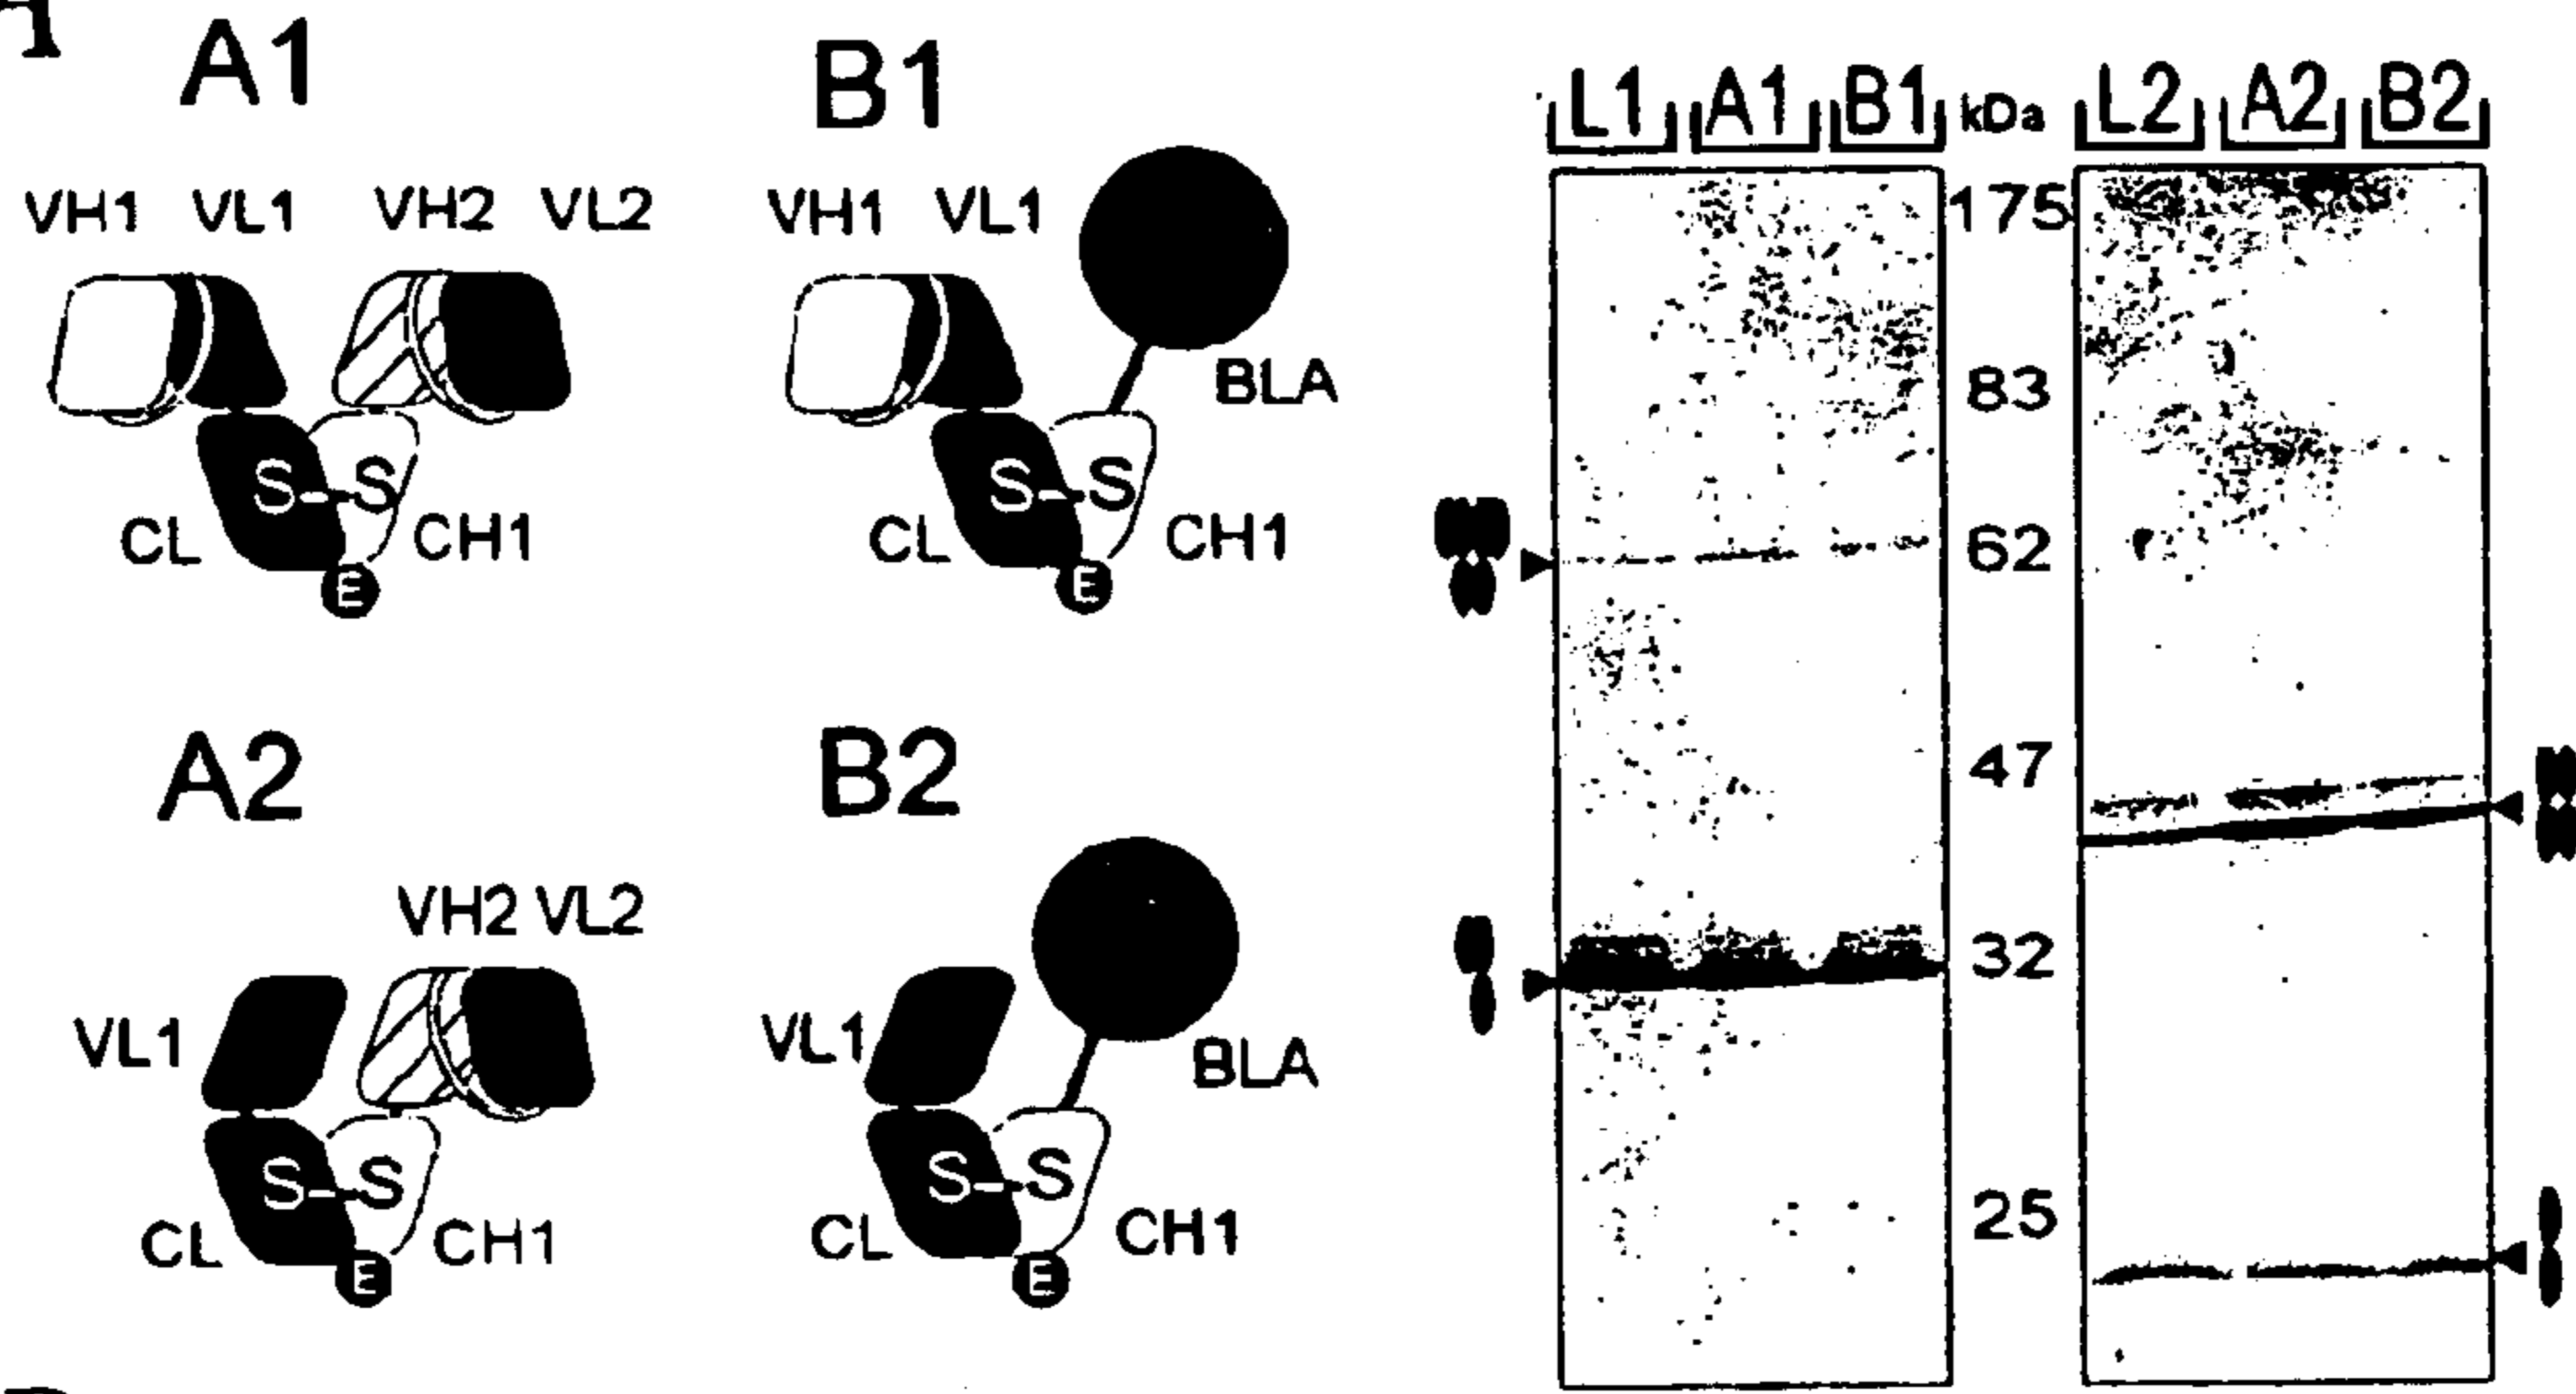 A1
VH1 VL1 VH2 VL2
S S
CL CH1
E
B1
VH1 VL1
BLA
S S
CL CH1
E
A2
VH2 VL2
VL1
S S
CL CH1
E
B2
VL1
BLA
S S
CL CH1
E
L1 A1 B1 kDa L2 A2 B2
175
83
62
47
32
25